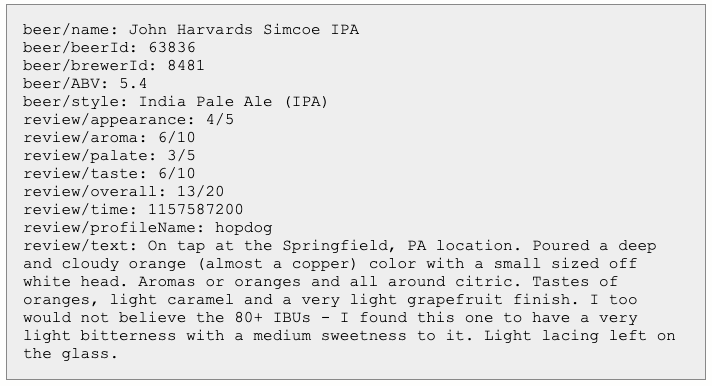 beer/name: John Harvards Simcoe IPA
beer/beerId: 63836
beer/brewerId: 8481
beer/ABV: 5.4
beer/style: India Pale Ale (IPA)
review/appearance: 4/5
review/aroma: 6/10
review/palate: 3/5
review/taste: 6/10
review/overall: 13/20
review/time: 1157587200
review/profileName: hopdog
review/text: On tap at the Springfield, PA location. Poured a deep
and cloudy orange (almost a copper) color with a small sized off
white head. Aromas or oranges and all around citric. Tastes of
oranges, light caramel and a very light grapefruit finish. I too
would not believe the 80+ IBUs - I found this one to have a very
light bitterness with a medium sweetness to it. Light lacing left on
the glass.